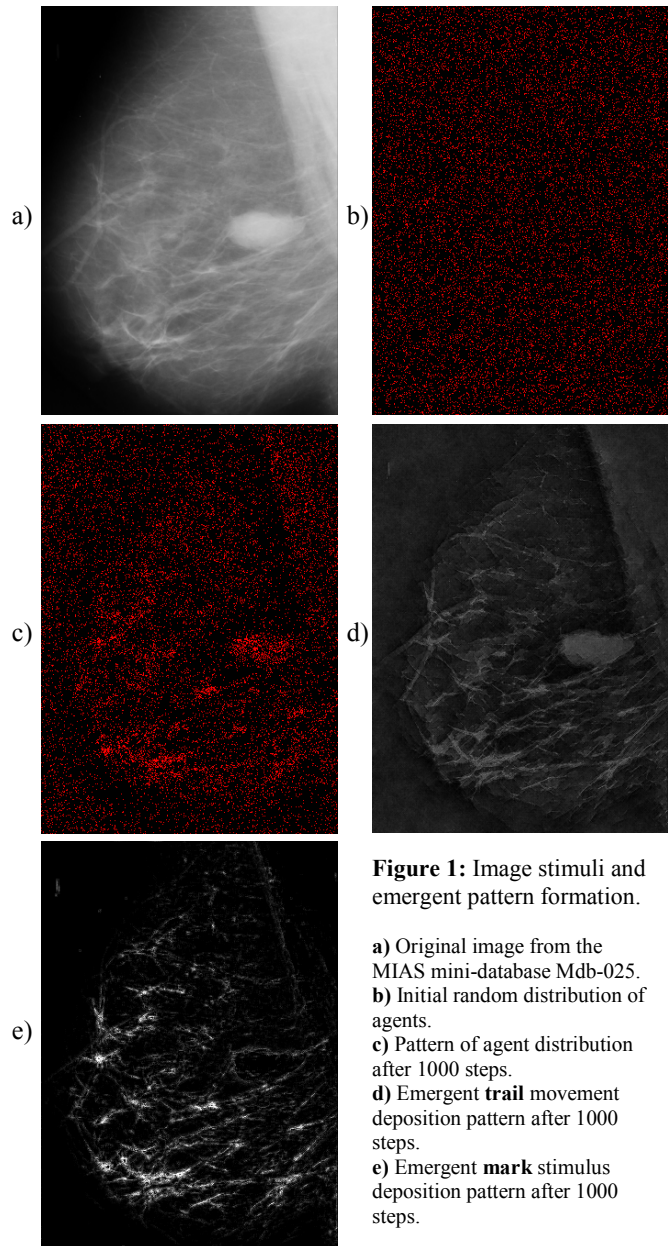 a)
b)
c)
d)
e)
Figure 1: Image stimuli and
emergent pattern formation.
a) Original image from the
MIAS mini-database Mdb-025.
b) Initial random distribution of
agents.
c) Pattern of agent distribution
after 1000 steps.
d) Emergent trail movement
deposition pattern after 1000
steps.
e) Emergent mark stimulus
deposition pattern after 1000
steps.